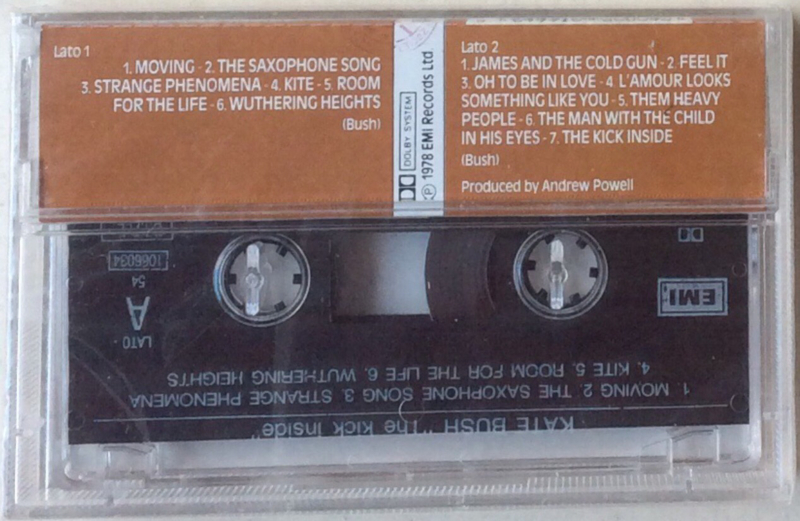 Lato 1
1. MOVING - 2. THE SAXOPHONE SONG
3. STRANGE PHENOMENA - 4. KITE - 5. ROOM
FOR THE LIFE - 6. WUTHERING HEIGHTS
(Bush)
DOLBY SYSTEM
Ⓟ 1978 EMI Records Ltd
Lato 2
1. JAMES AND THE COLD GUN - 2. FEEL IT
3. OH TO BE IN LOVE - 4. L'AMOUR LOOKS
SOMETHING LIKE YOU - 5. THEM HEAVY
PEOPLE - 6. THE MAN WITH THE CHILD
IN HIS EYES - 7. THE KICK INSIDE
(Bush)
Produced by Andrew Powell
KATE BUSH "The Kick Inside"
1. MOVING 2. THE SAXOPHONE SONG 3. STRANGE PHENOMENA
4. KITE 5. ROOM FOR THE LIFE 6. WUTHERING HEIGHTS
EMI
LATO -
A
54
1066034